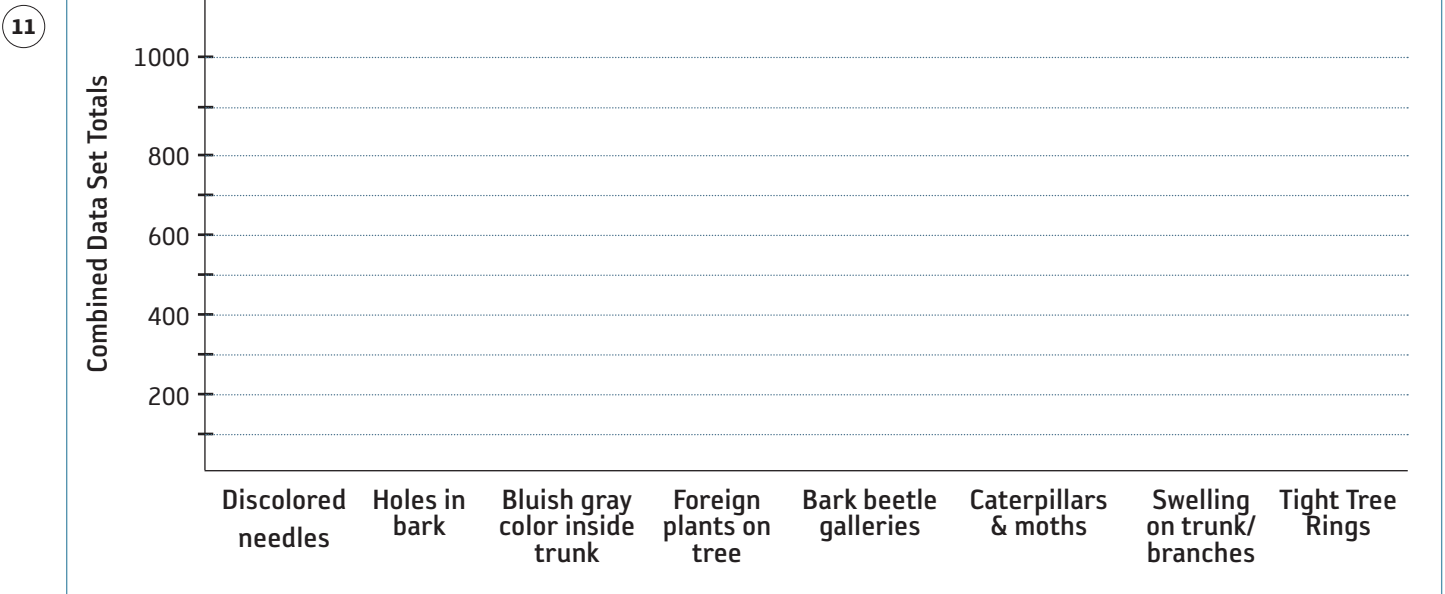 11
Combined Data Set Totals
1000
800
600
400
200
Discolored
needles
Holes in
bark
Bluish gray
color inside
trunk
Foreign
plants on
tree
Bark beetle
galleries
Caterpillars
& moths
Swelling
on trunk/
branches
Tight Tree
Rings